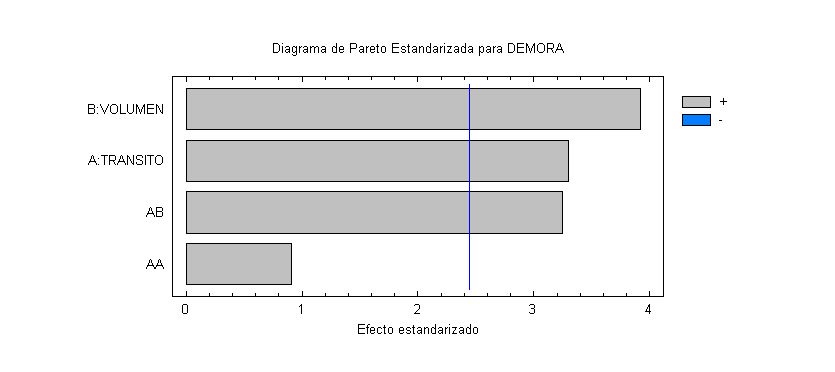 Diagrama de Pareto Estandarizada para DEMORA
B:VOLUMEN
A:TRANSITO
AB
AA
+
-
0 1 2 3 4
Efecto estandarizado